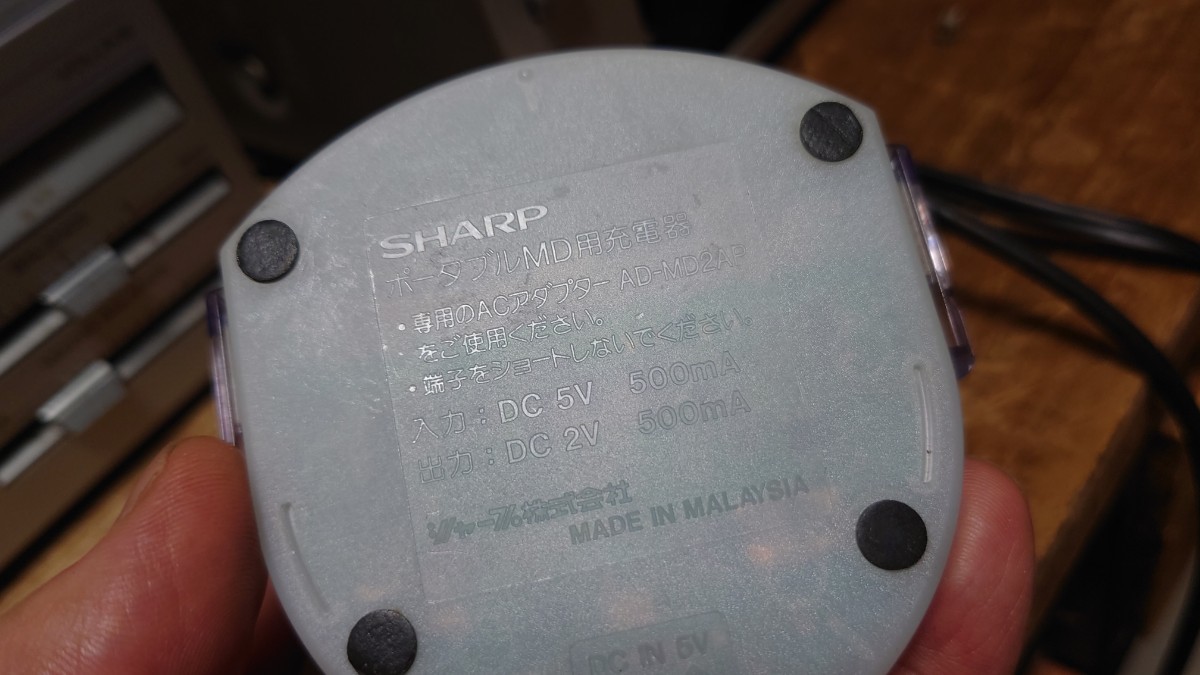 SHARP
ポータブルMD用充電器
・専用のACアダプター AD-MD2AP
をご使用ください。
・端子をショートしないでください。
入力：DC 5V 500mA
出力：DC 2V 500mA
シャープ株式会社
MADE IN MALAYSIA
DC IN 5V